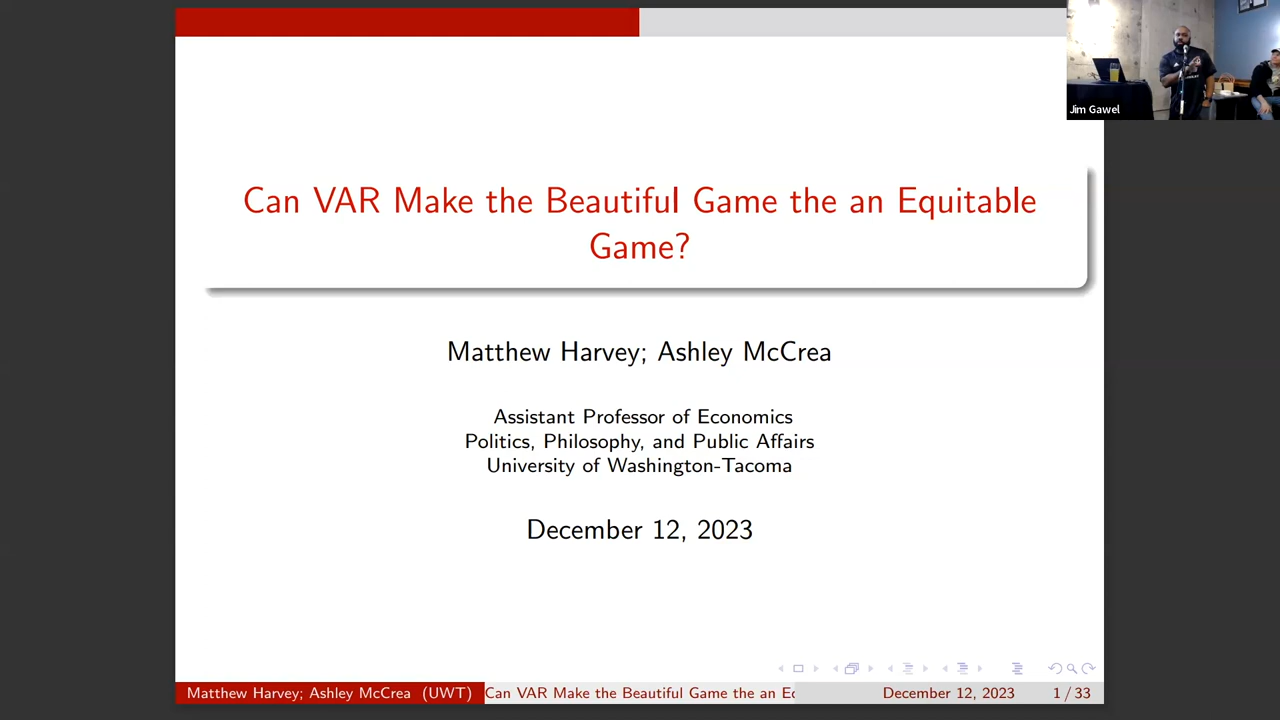 Jim Gawel
Can VAR Make the Beautiful Game the an Equitable
Game?
Matthew Harvey; Ashley McCrea
Assistant Professor of Economics
Politics, Philosophy, and Public Affairs
University of Washington-Tacoma
December 12, 2023
Matthew Harvey; Ashley McCrea (UWT) Can VAR Make the Beautiful Game the an Ec December 12, 2023 1 / 33